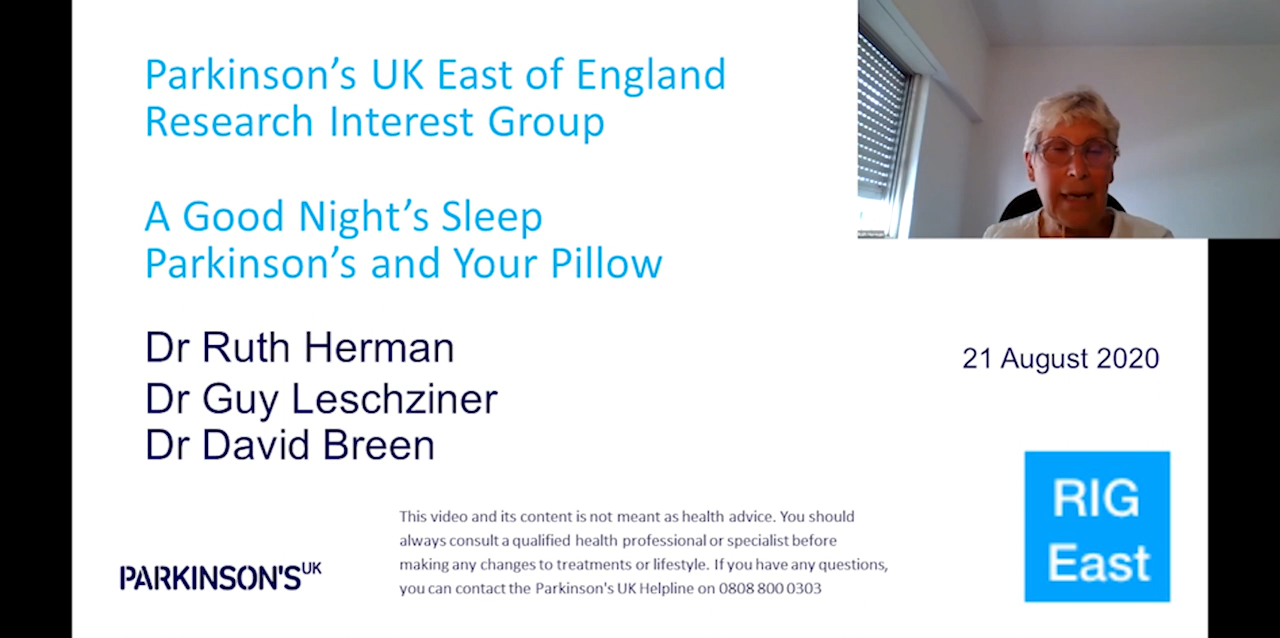 Parkinson’s UK East of England
Research Interest Group
A Good Night’s Sleep
Parkinson’s and Your Pillow
Dr Ruth Herman
Dr Guy Leschziner
Dr David Breen
21 August 2020
This video and its content is not meant as health advice. You should
always consult a qualified health professional or specialist before
making any changes to treatments or lifestyle. If you have any questions,
you can contact the Parkinson's UK Helpline on 0808 800 0303
PARKINSON'S UK
RIG
East